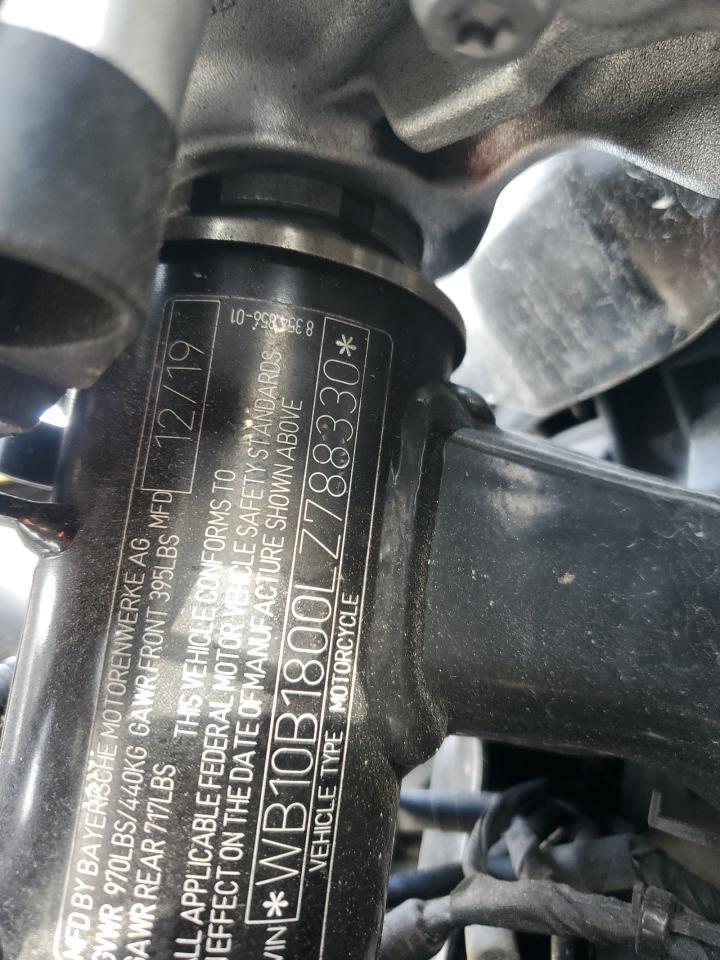 MFD BY BAYERISCHE MOTORENWERKE AG
GVWR 970LBS/440KG GAWR FRONT 395LBS MFD 12/19
GAWR REAR 717LBS
THIS VEHICLE CONFORMS TO
ALL APPLICABLE FEDERAL MOTOR VEHICLE SAFETY STANDARDS
EFFECT ON THE DATE OF MANUFACTURE SHOWN ABOVE
VIN *WB10B1800LZ788330*
VEHICLE TYPE MOTORCYCLE